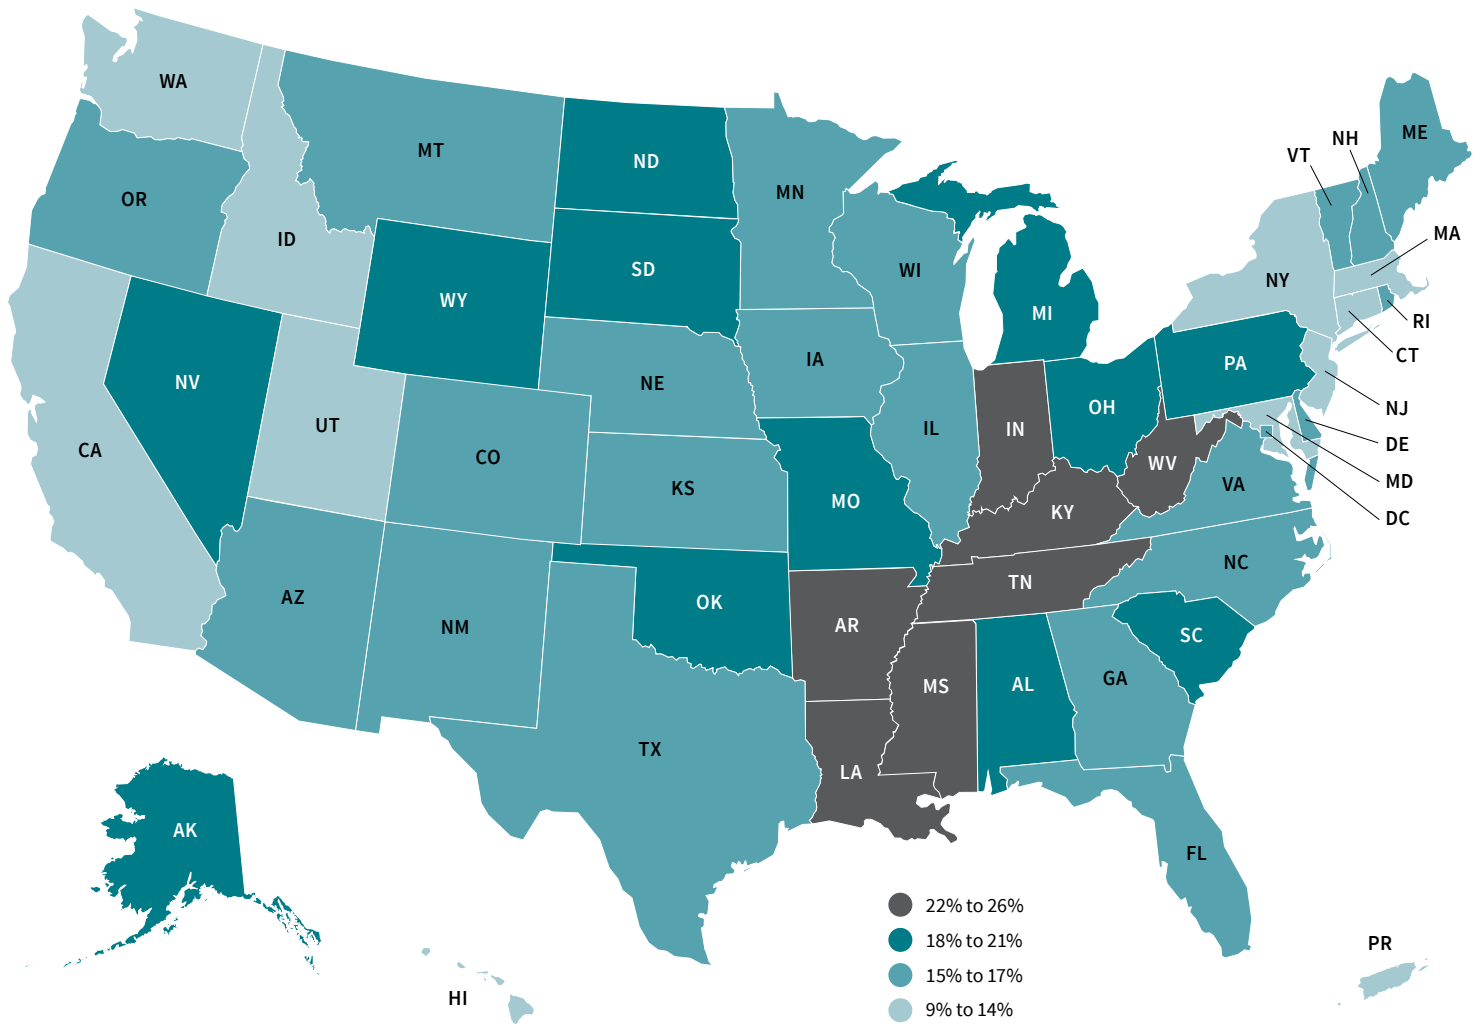 WA
MT
ND
MN
OR
ID
SD
WI
WY
MI
NH
VT
ME
MA
NY
RI
CT
NV
NE
IA
PA
NJ
UT
CO
IL
IN
OH
DE
CA
KS
MO
WV
VA
MD
KY
DC
AZ
NM
OK
AR
TN
NC
SC
MS
AL
GA
TX
LA
AK
FL
HI
PR
22% to 26%
18% to 21%
15% to 17%
9% to 14%